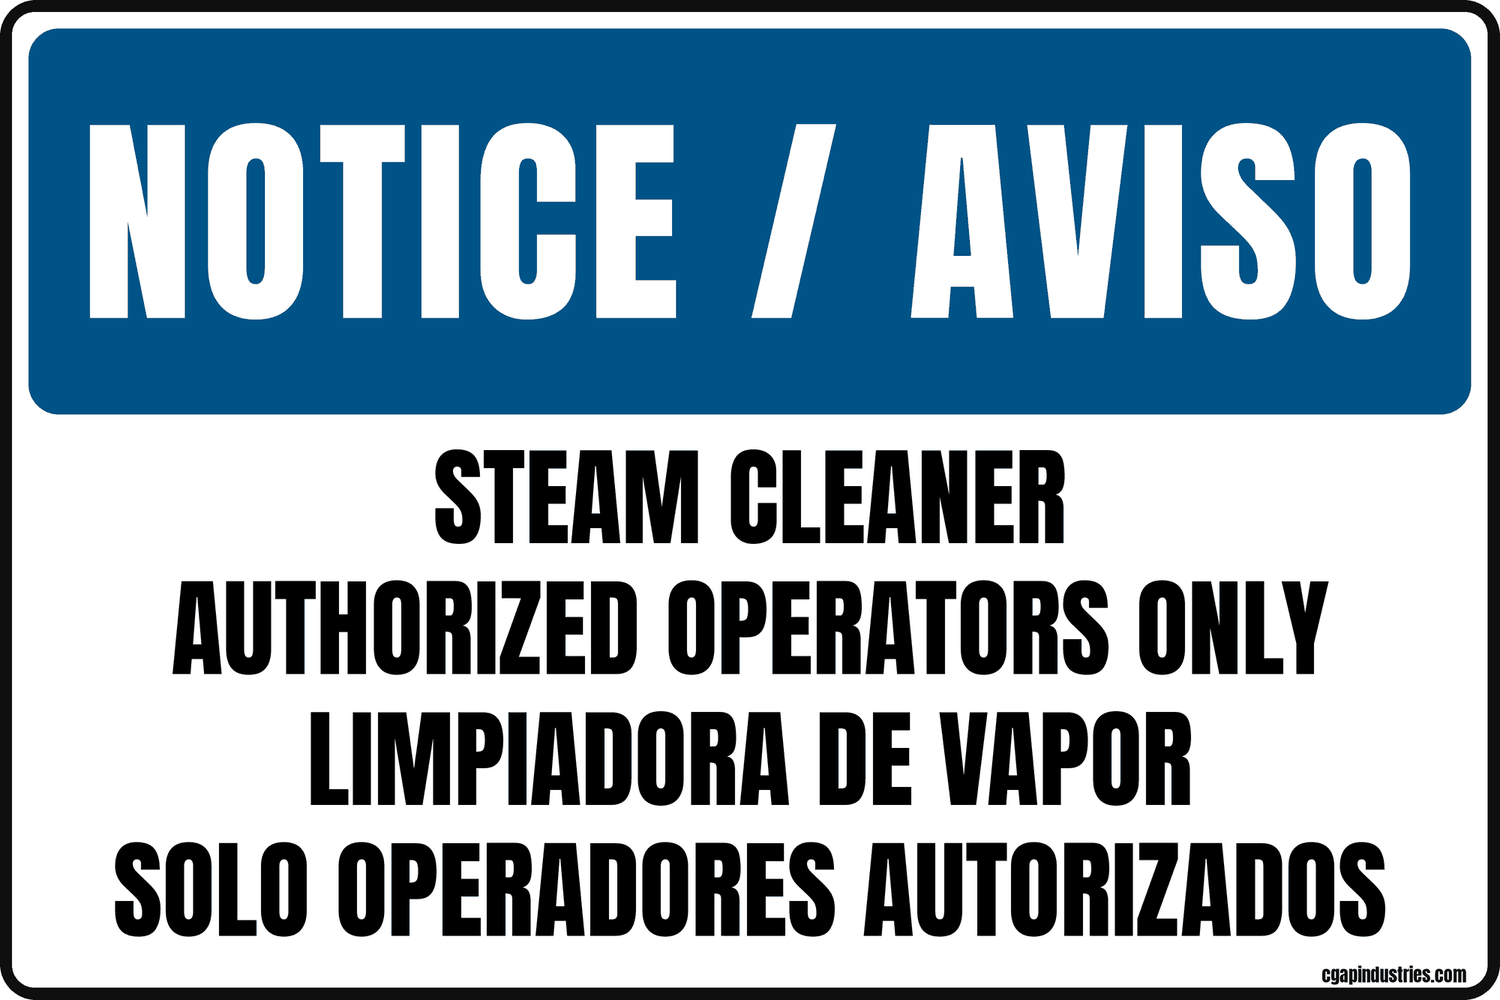 NOTICE / AVISO
STEAM CLEANER
AUTHORIZED OPERATORS ONLY
LIMPIADORA DE VAPOR
SOLO OPERADORES AUTORIZADOS
cgapindustries.com